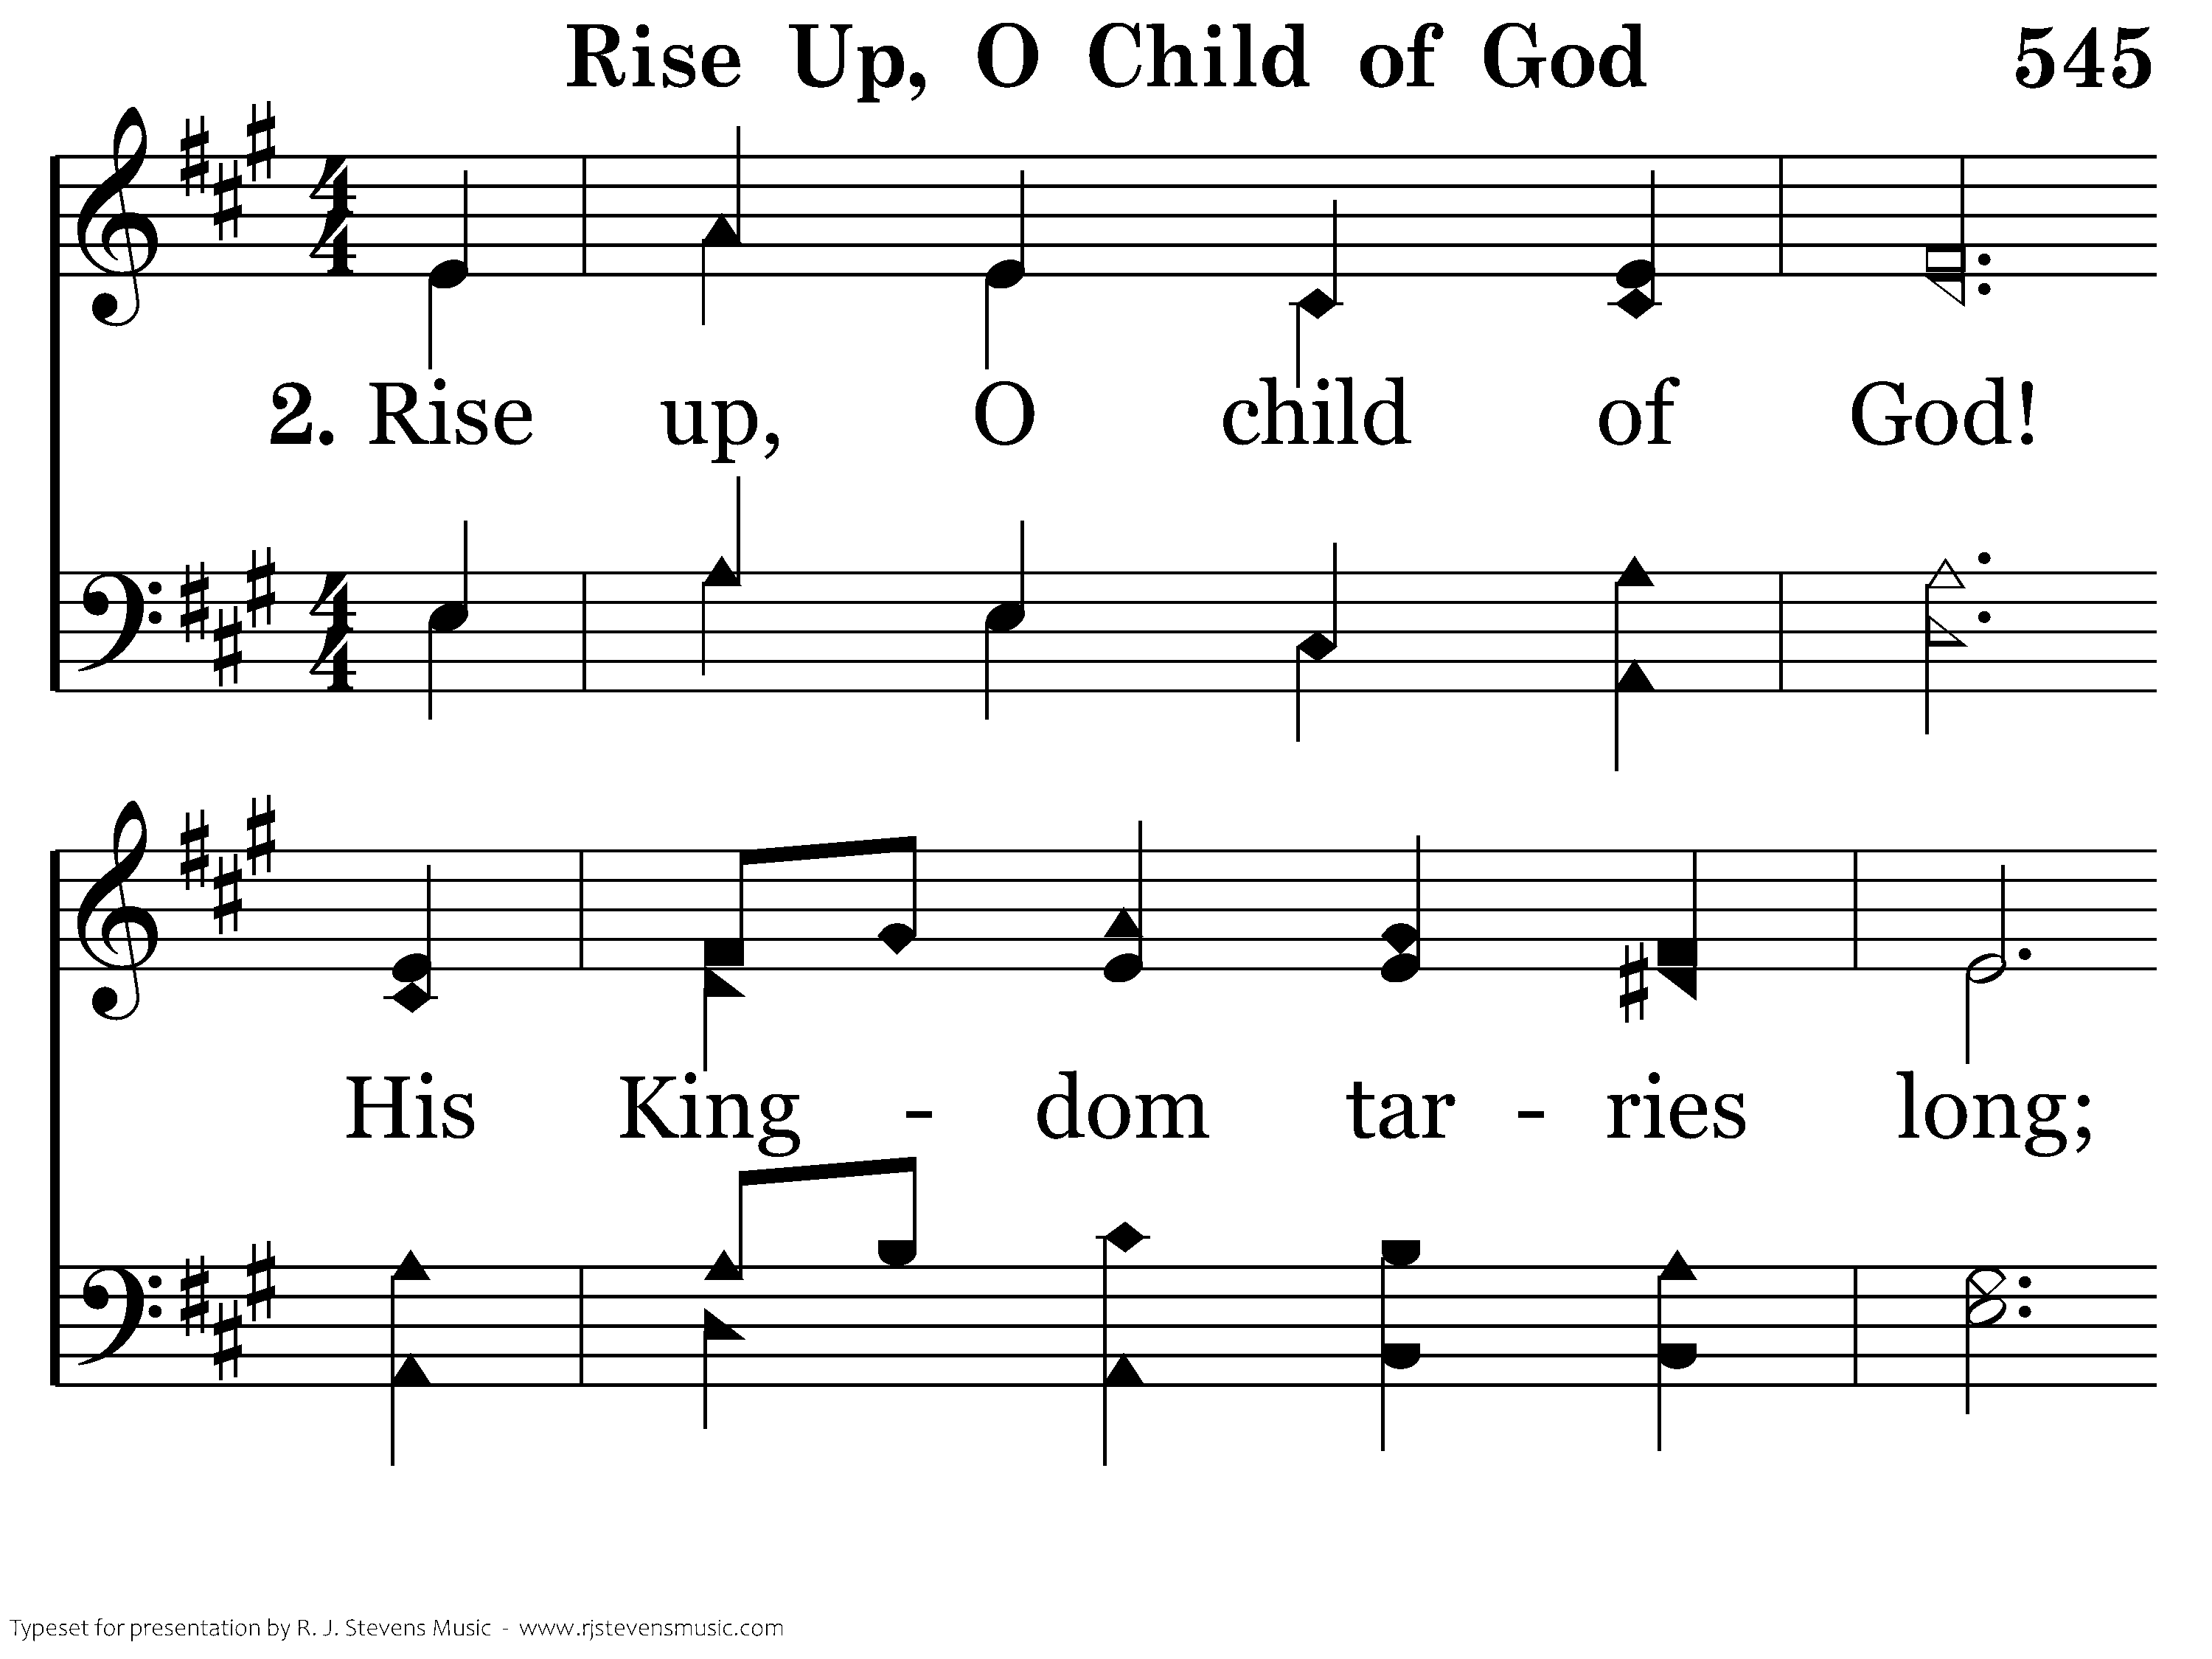 Rise Up, O Child of God 545
2. Rise up, O child of God!
His King - dom tar - ries long;
Typeset for presentation by R. J. Stevens Music - www.rjstevensmusic.com